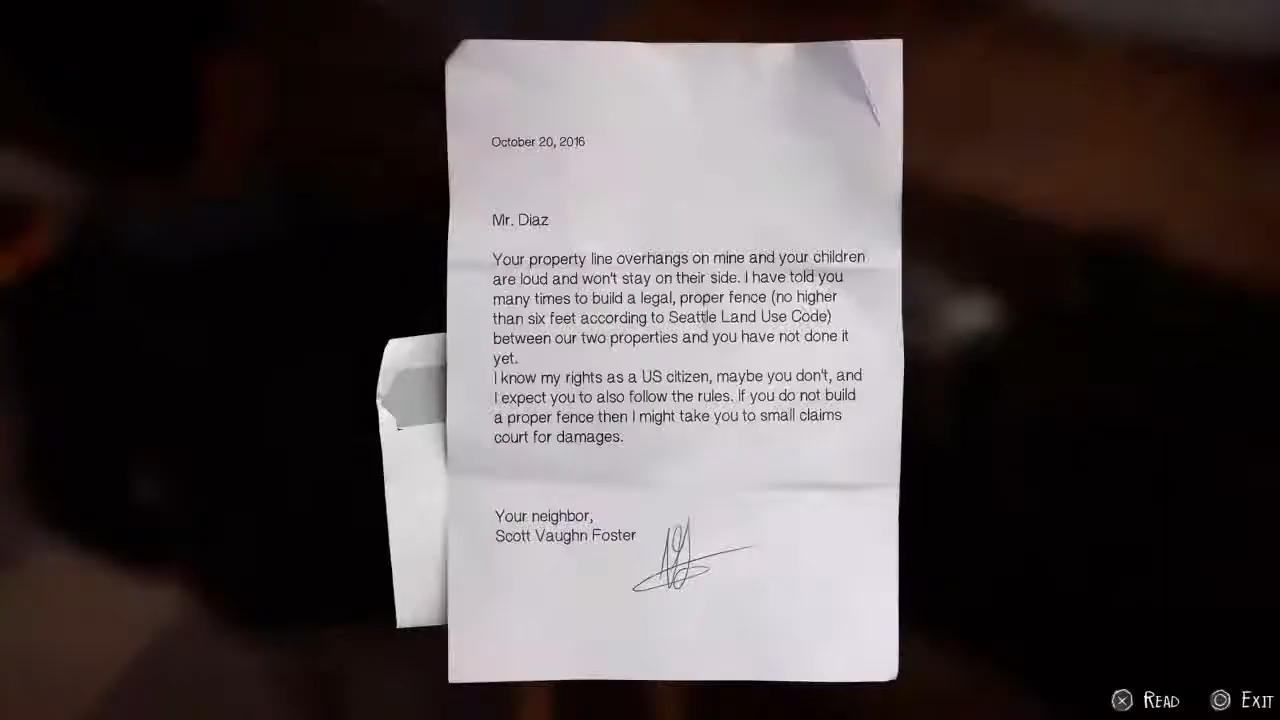 October 20, 2016
Mr. Diaz
Your property line overhangs on mine and your children
are loud and won't stay on their side. I have told you
many times to build a legal, proper fence (no higher
than six feet according to Seattle Land Use Code)
between our two properties and you have not done it
yet.
I know my rights as a US citizen, maybe you don't, and
I expect you to also follow the rules. If you do not build
a proper fence then I might take you to small claims
court for damages.
Your neighbor,
Scott Vaughn Foster
READ EXIT